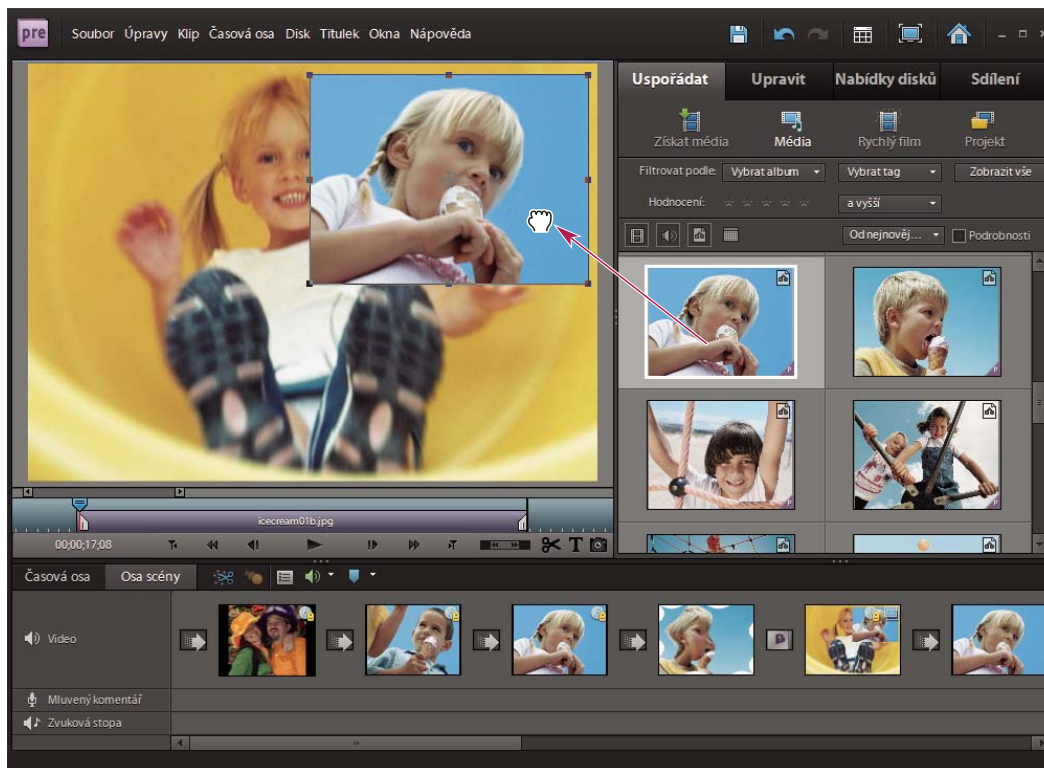 pre Soubor Úpravy Klip Časová osa Disk Titulek Okna Nápověda
Uspořádat Upravit Nabídky disků Sdílení
Získat média Média Rychlý film Projekt
Filtrovat podle: Vybrat album Vybrat tag Zobrazit vše
Hodnocení: a vyšší
Od nejnověj... Podrobnosti
icecream01b.jpg
00;00;17;08
T
Časová osa Osa scény
Video
Mluvený komentář
Zvuková stopa